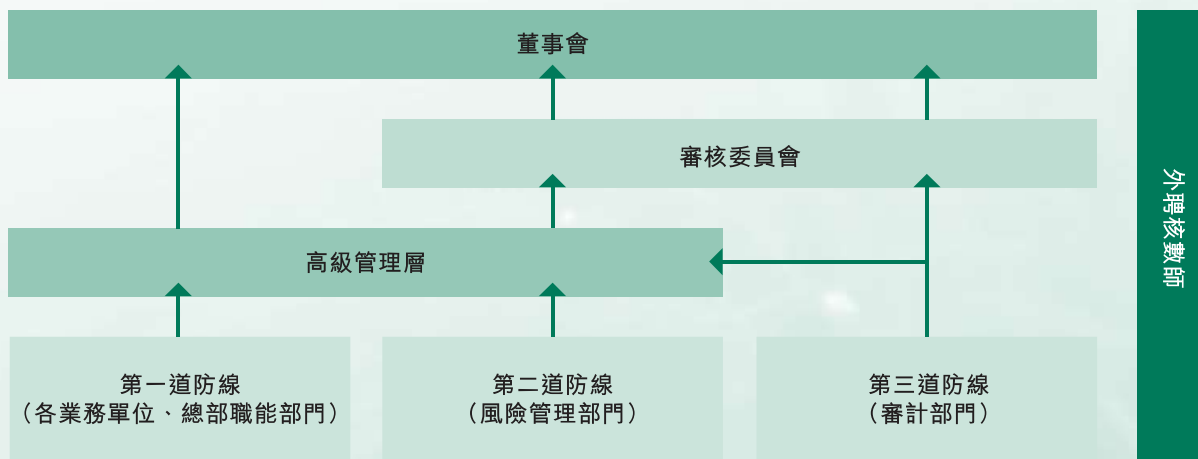 董事會
審核委員會
高級管理層
第一道防線
（各業務單位、總部職能部門）
第二道防線
（風險管理部門）
第三道防線
（審計部門）
外聘核數師